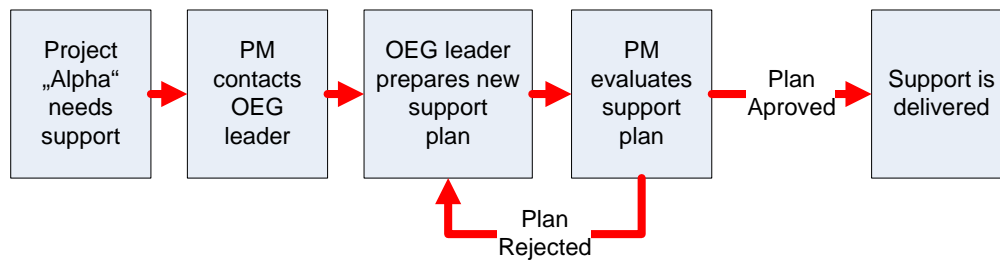 Project
„Alpha“
needs
support
PM
contacts
OEG
leader
OEG leader
prepares new
support
plan
PM
evaluates
support
plan
Plan
Aproved
Support is
delivered
Plan
Rejected